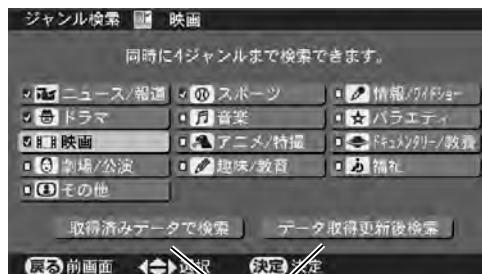 ジャンル検索 映画
同時に4ジャンルまで検索できます。
ニュース/報道 スポーツ 情報/ワイドショー
ドラマ 音楽 バラエティ
映画 アニメ/特撮 ドキュメンタリー/教養
劇場/公演 趣味/教育 福祉
その他
取得済みデータで検索 データ取得更新後検索
戻る 前画面 選択 決定 決定